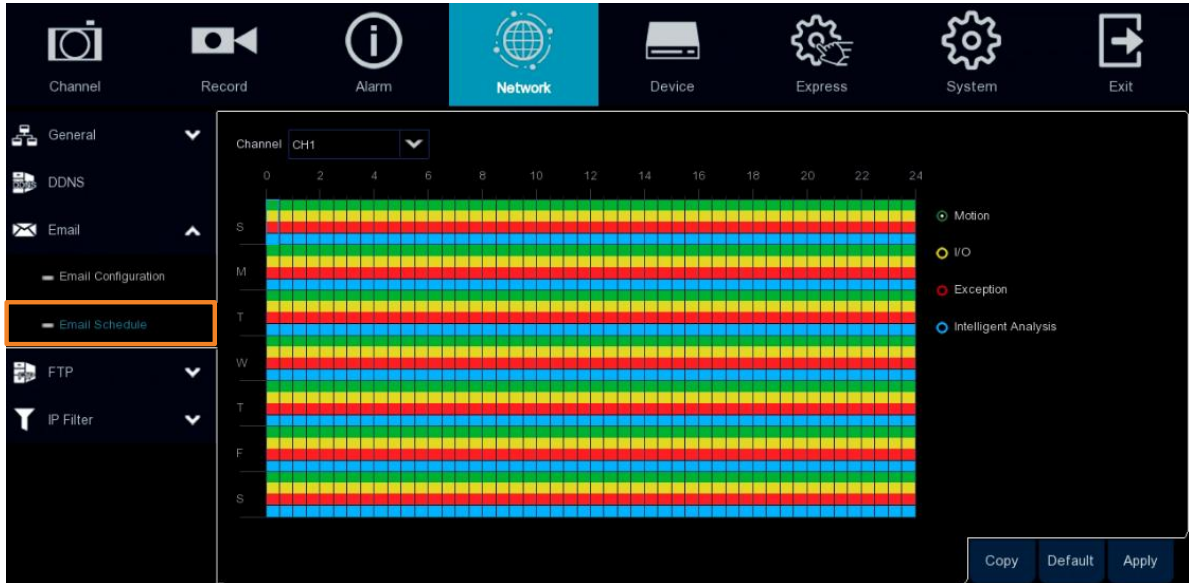 Channel Record Alarm Network Device Express System Exit
General
DDNS
Email
Email Configuration
Email Schedule
FTP
IP Filter
Channel CH1
0 2 4 6 8 10 12 14 16 18 20 22 24
S
M
T
W
T
F
S
Motion
I/O
Exception
Intelligent Analysis
Copy Default Apply